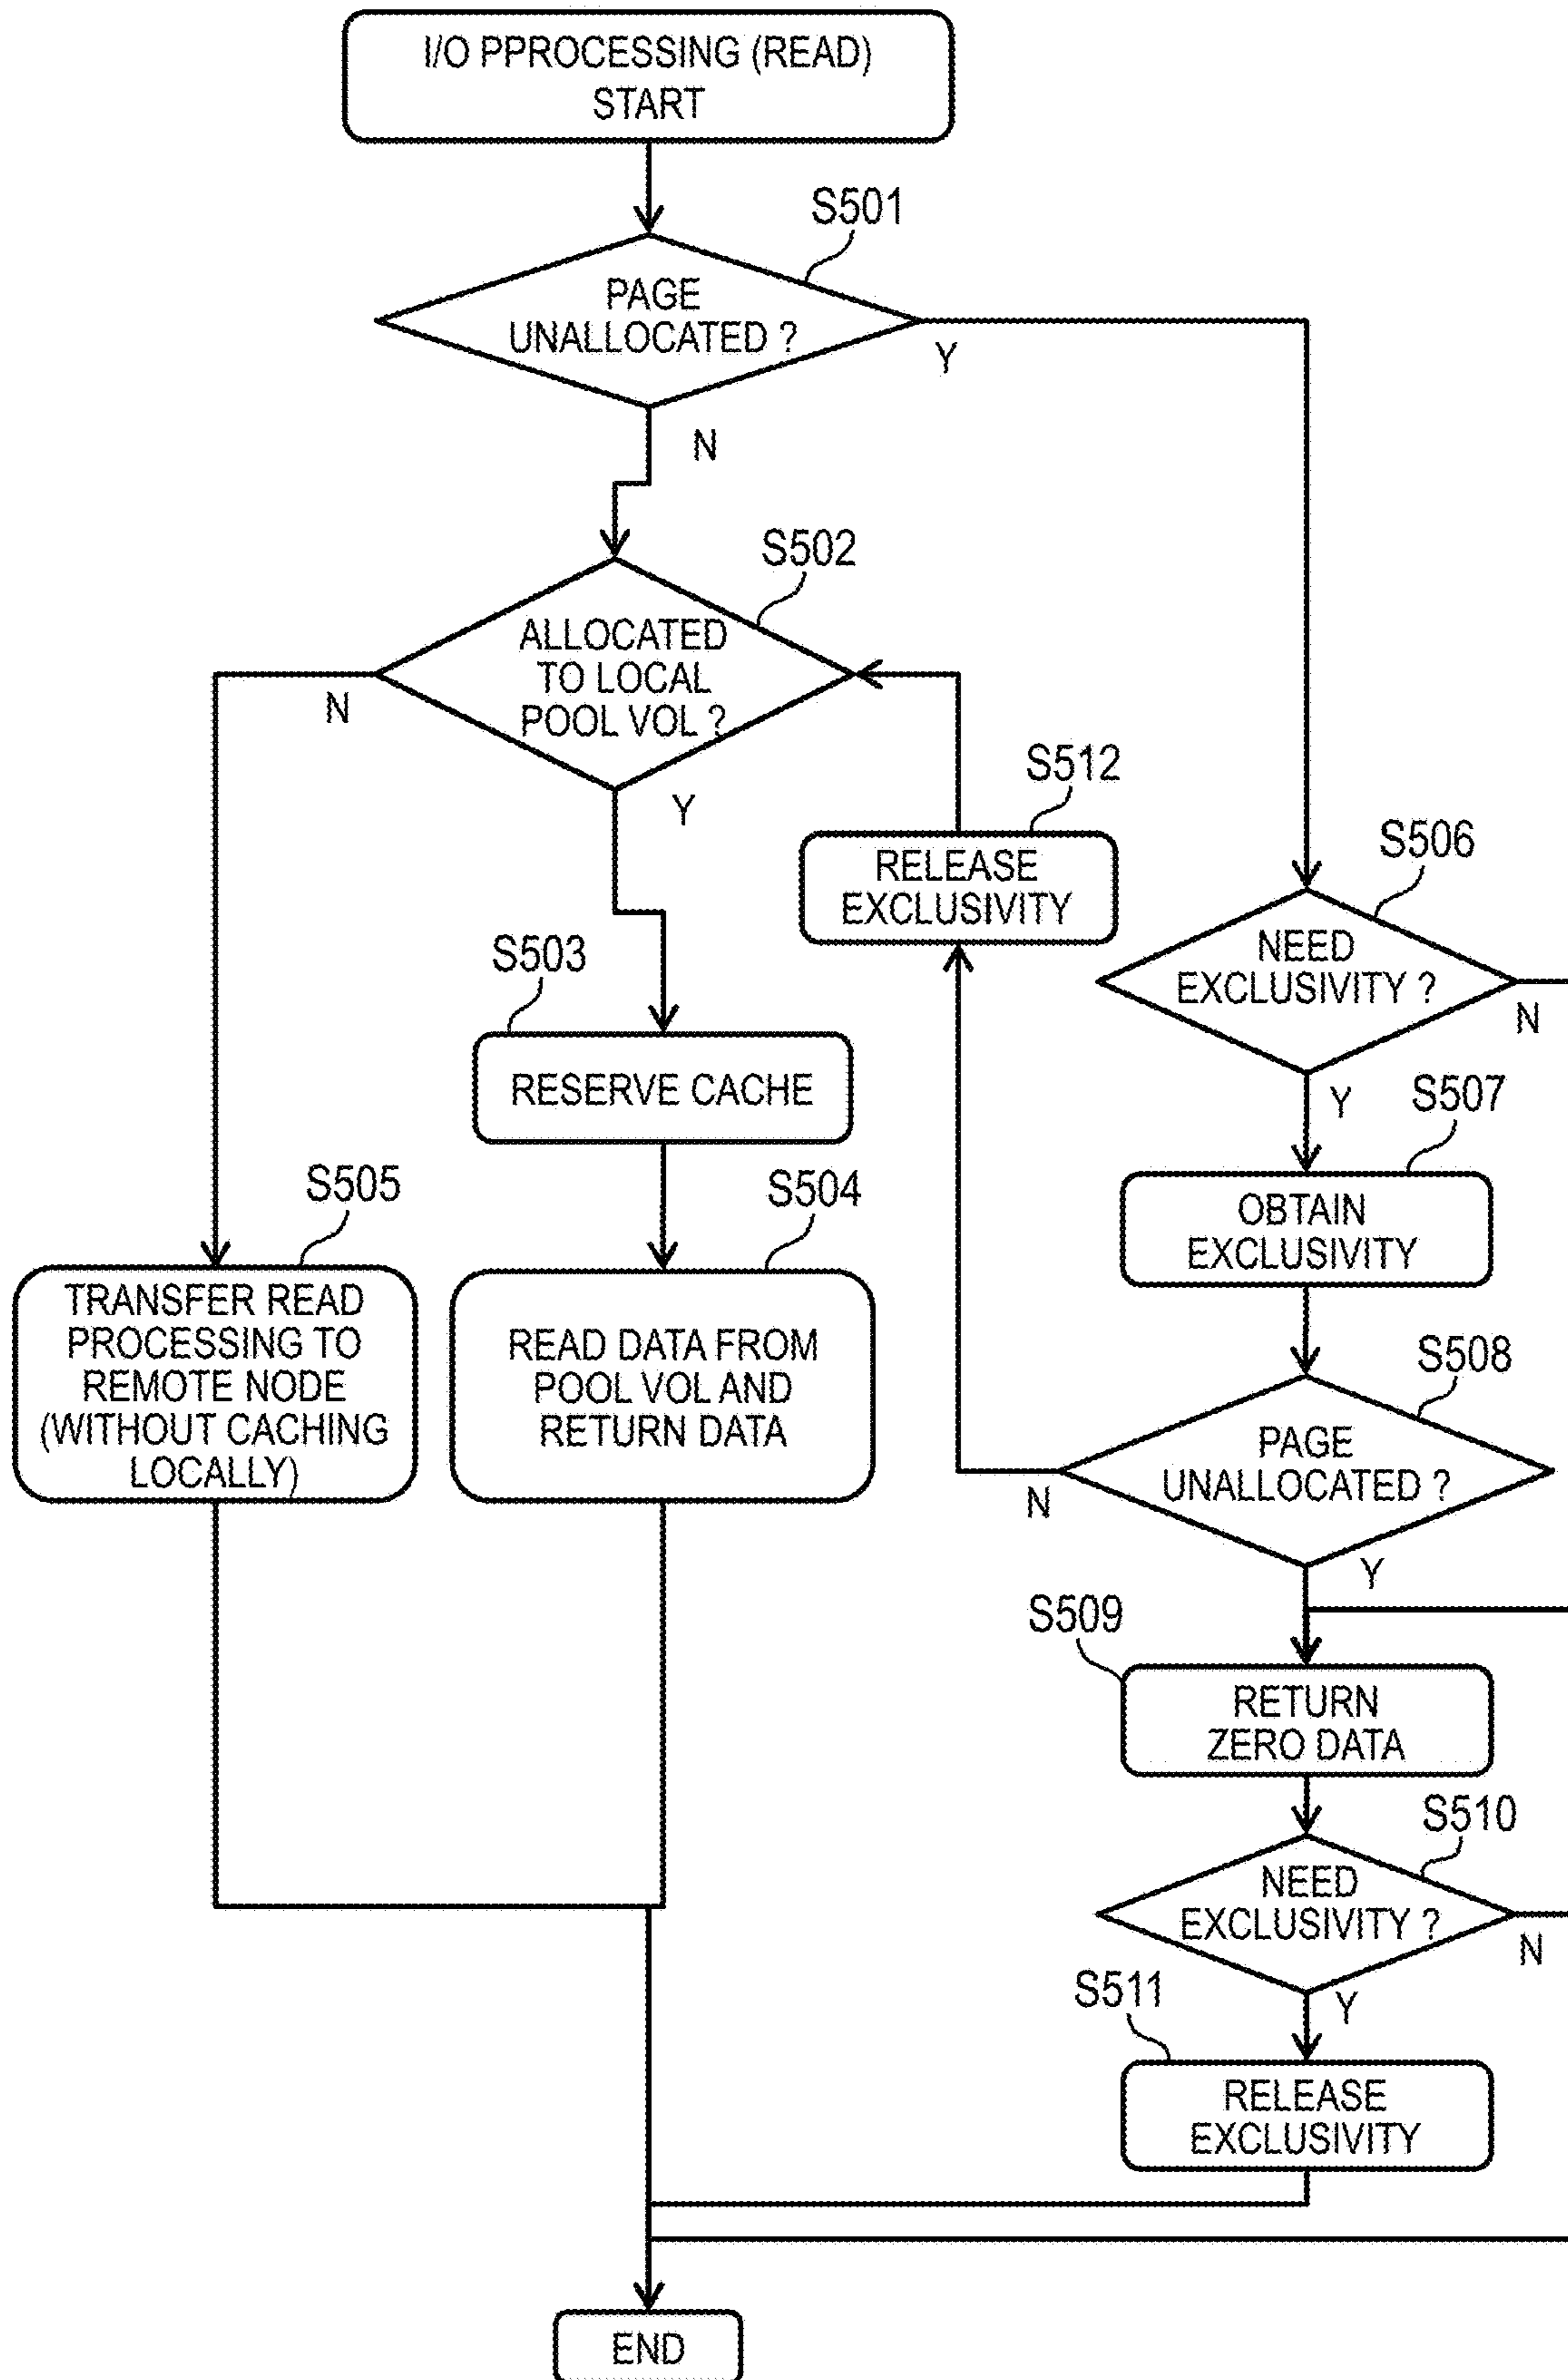 I/O PPROCESSING (READ)
START
S501
PAGE
UNALLOCATED ?
Y
N
S502
ALLOCATED
TO LOCAL
POOL VOL ?
N
Y
S512
RELEASE
EXCLUSIVITY
S506
NEED
EXCLUSIVITY ?
N
Y
S503
RESERVE CACHE
S507
OBTAIN
EXCLUSIVITY
S505
TRANSFER READ
PROCESSING TO
REMOTE NODE
(WITHOUT CACHING
LOCALLY)
S504
READ DATA FROM
POOL VOL AND
RETURN DATA
S508
PAGE
UNALLOCATED ?
N
Y
S509
RETURN
ZERO DATA
S510
NEED
EXCLUSIVITY ?
N
Y
S511
RELEASE
EXCLUSIVITY
END